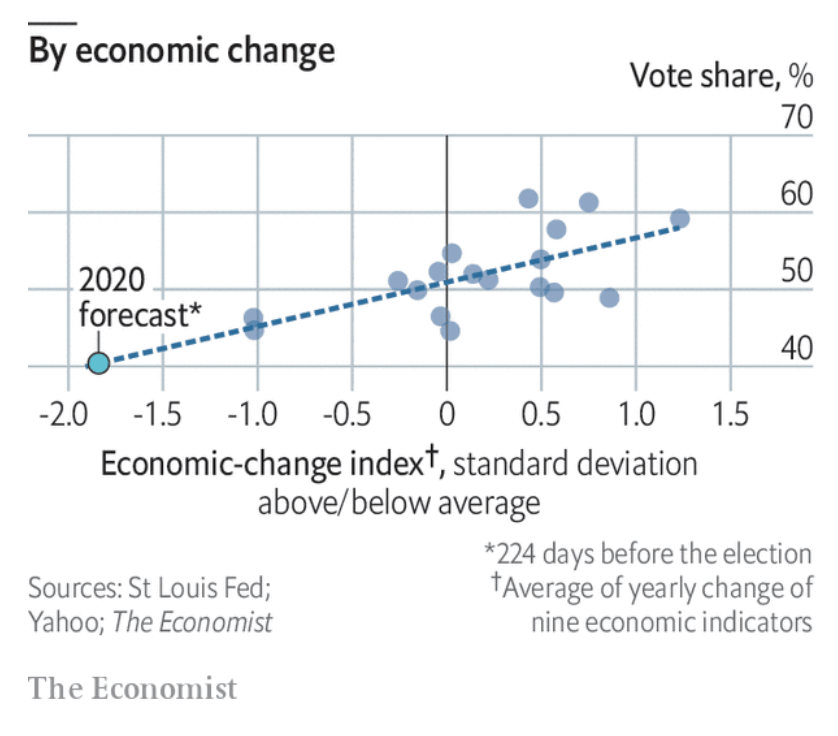 By economic change
Vote share, %
70
60
50
40
2020
forecast*
-2.0 -1.5 -1.0 -0.5 0 0.5 1.0 1.5
Economic-change index†, standard deviation
above/below average
*224 days before the election
†Average of yearly change of
nine economic indicators
Sources: St Louis Fed;
Yahoo; The Economist
The Economist